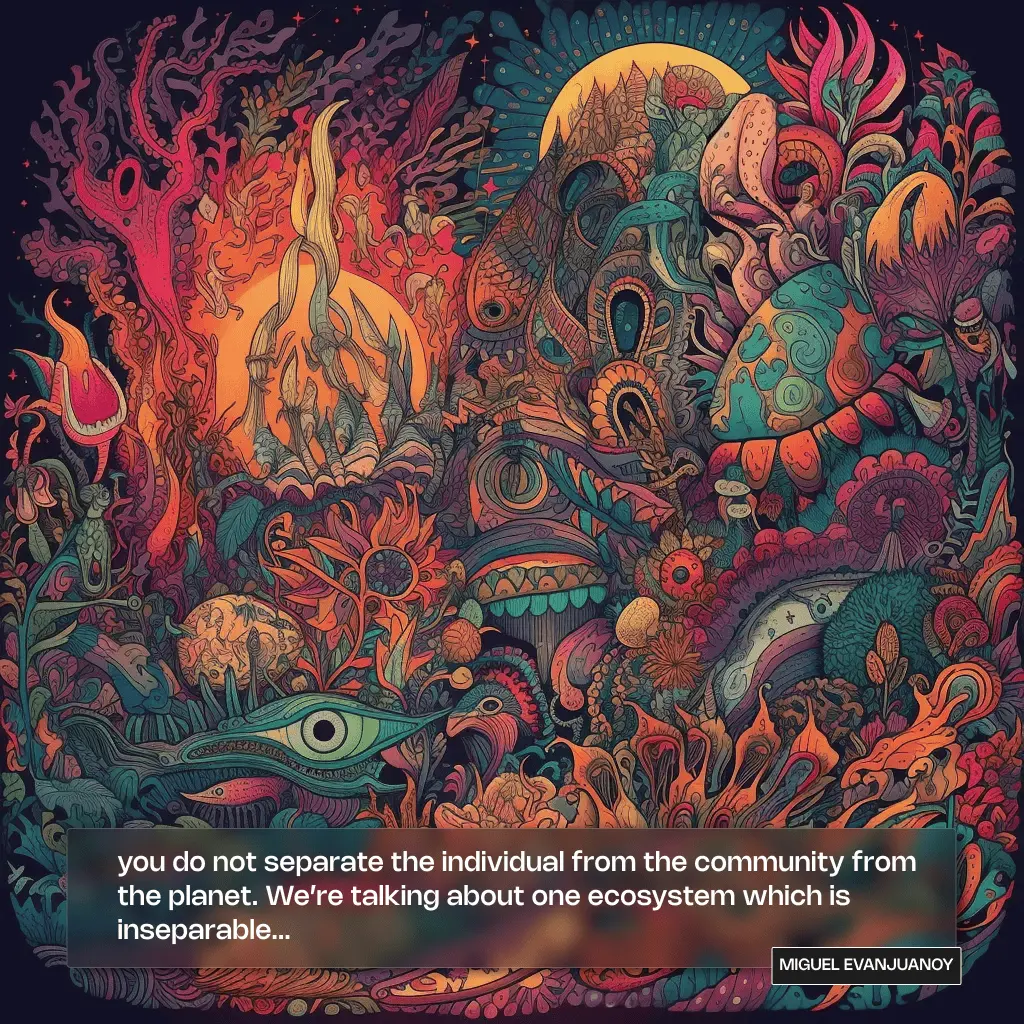 you do not separate the individual from the community from
the planet. We're talking about one ecosystem which is
inseparable...
MIGUEL EVANJUANOY